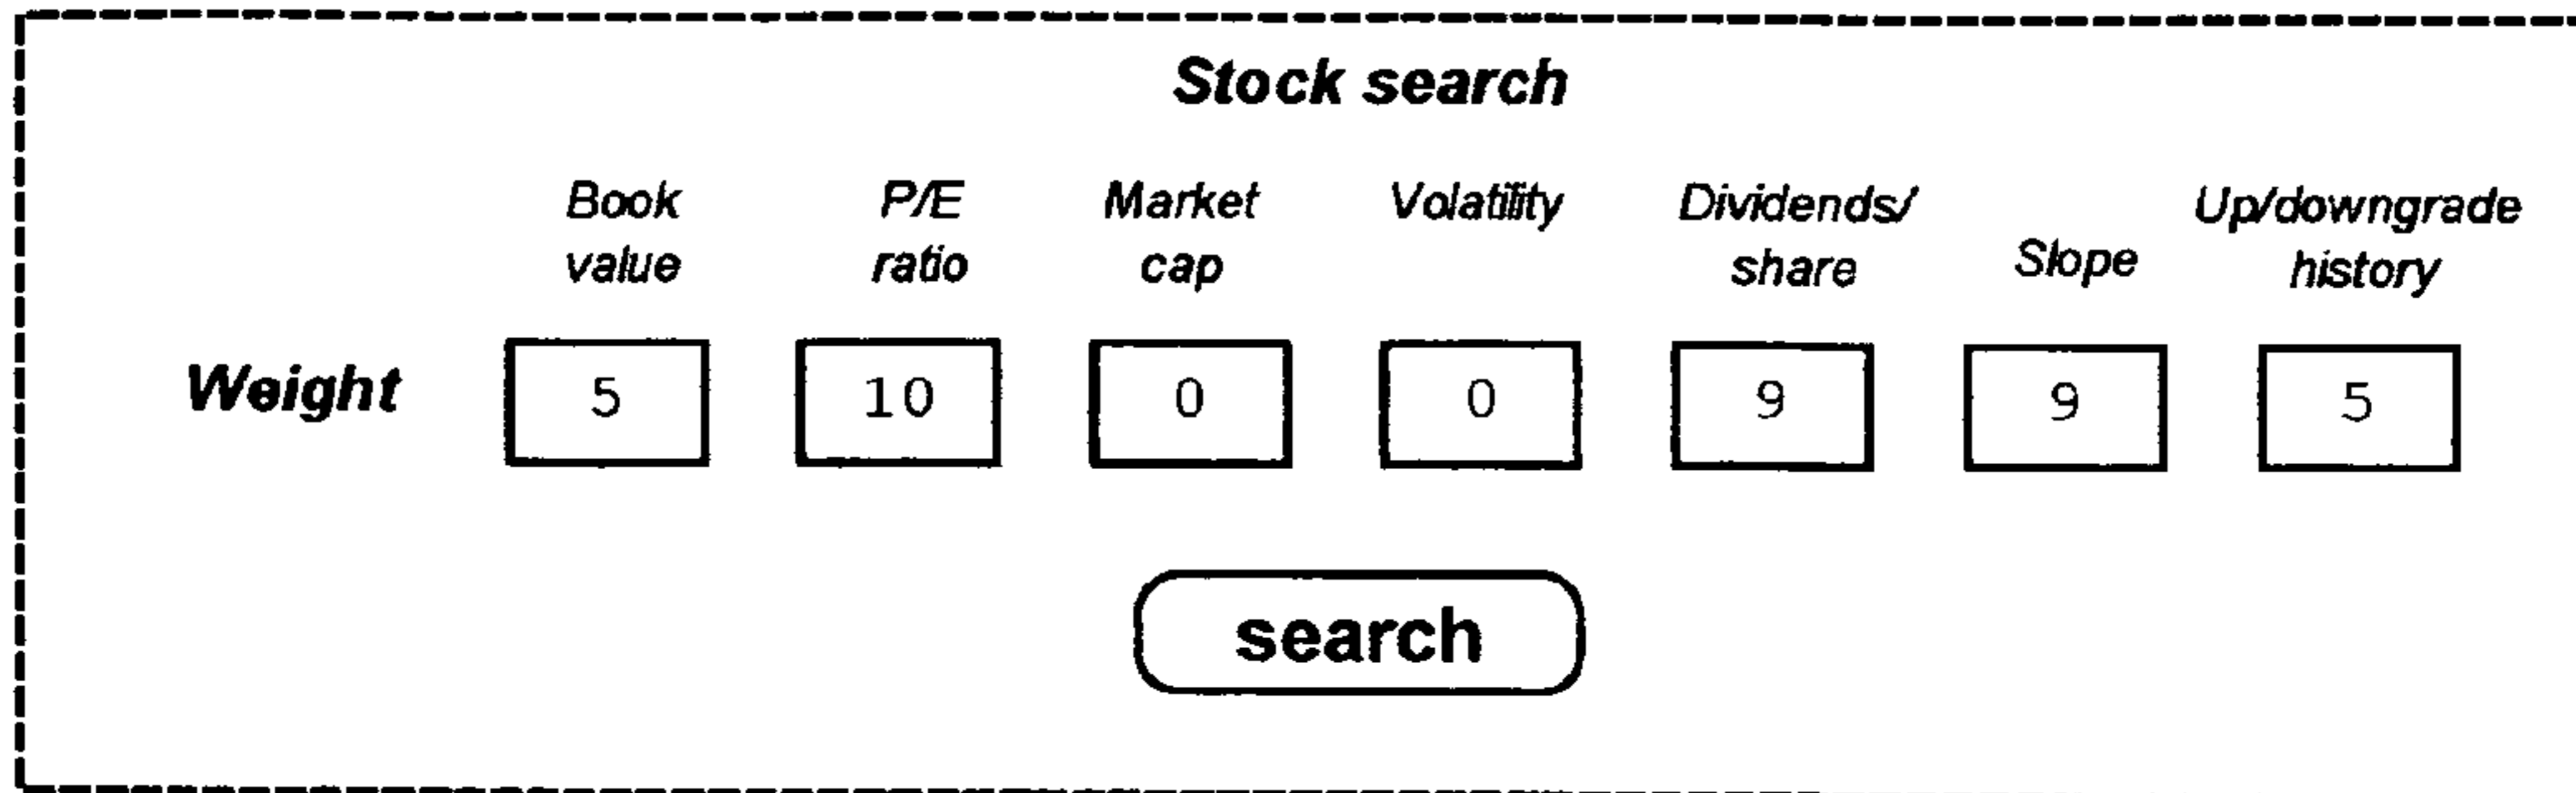 Stock search
Book value
P/E ratio
Market cap
Volatility
Dividends/ share
Slope
Up/downgrade history
Weight 5 10 0 0 9 9 5
search